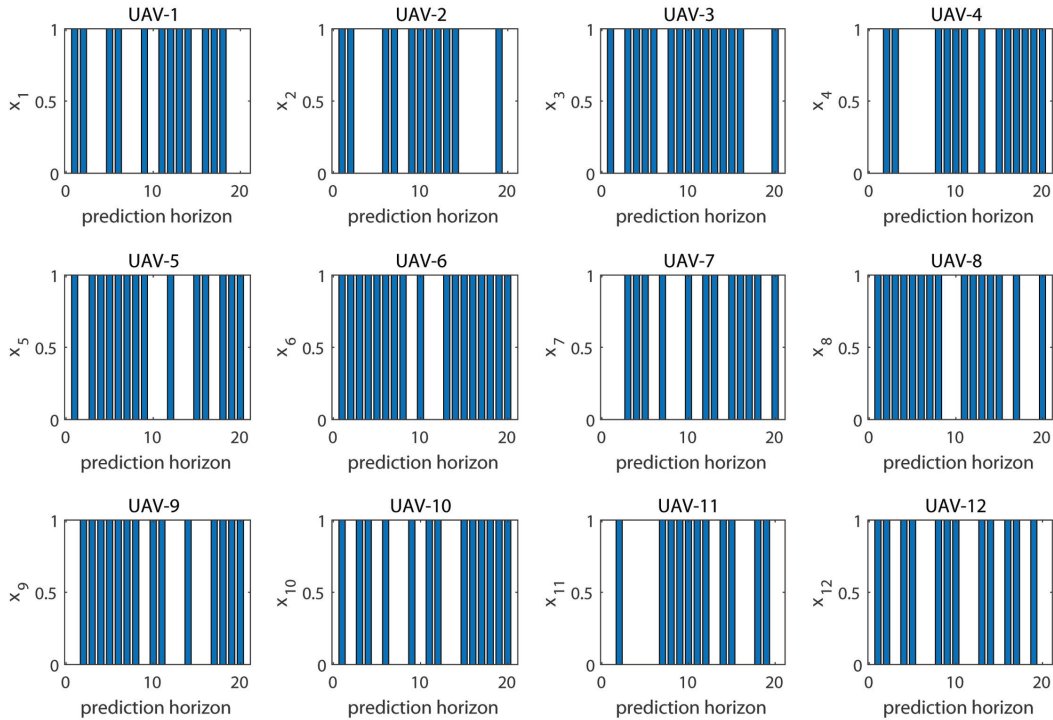 UAV-1 UAV-2 UAV-3 UAV-4
1 1 1 1
x1 0.5 x2 0.5 x3 0.5 x4 0.5
0 0 0 0
0 10 20 0 10 20 0 10 20 0 10 20
prediction horizon prediction horizon prediction horizon prediction horizon
UAV-5 UAV-6 UAV-7 UAV-8
1 1 1 1
x5 0.5 x6 0.5 x7 0.5 x8 0.5
0 0 0 0
0 10 20 0 10 20 0 10 20 0 10 20
prediction horizon prediction horizon prediction horizon prediction horizon
UAV-9 UAV-10 UAV-11 UAV-12
1 1 1 1
x9 0.5 x10 0.5 x11 0.5 x12 0.5
0 0 0 0
0 10 20 0 10 20 0 10 20 0 10 20
prediction horizon prediction horizon prediction horizon prediction horizon